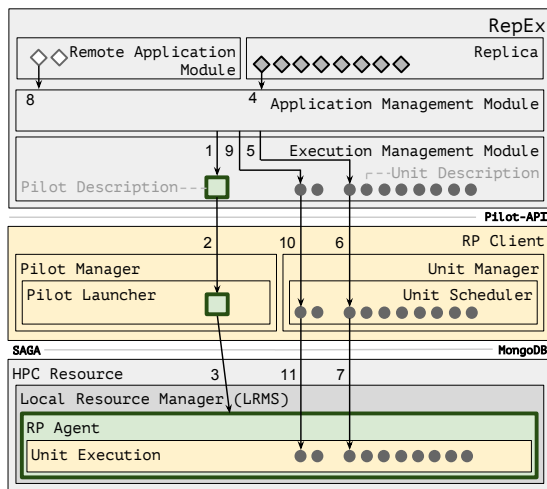 RepEx
Remote Application
Module
Replica
8
4
Application Management Module
1
9
5
Execution Management Module
Pilot Description
Unit Description
Pilot-API
2
10
6
RP Client
Pilot Manager
Unit Manager
Pilot Launcher
Unit Scheduler
SAGA
MongoDB
HPC Resource
3
11
7
Local Resource Manager (LRMS)
RP Agent
Unit Execution